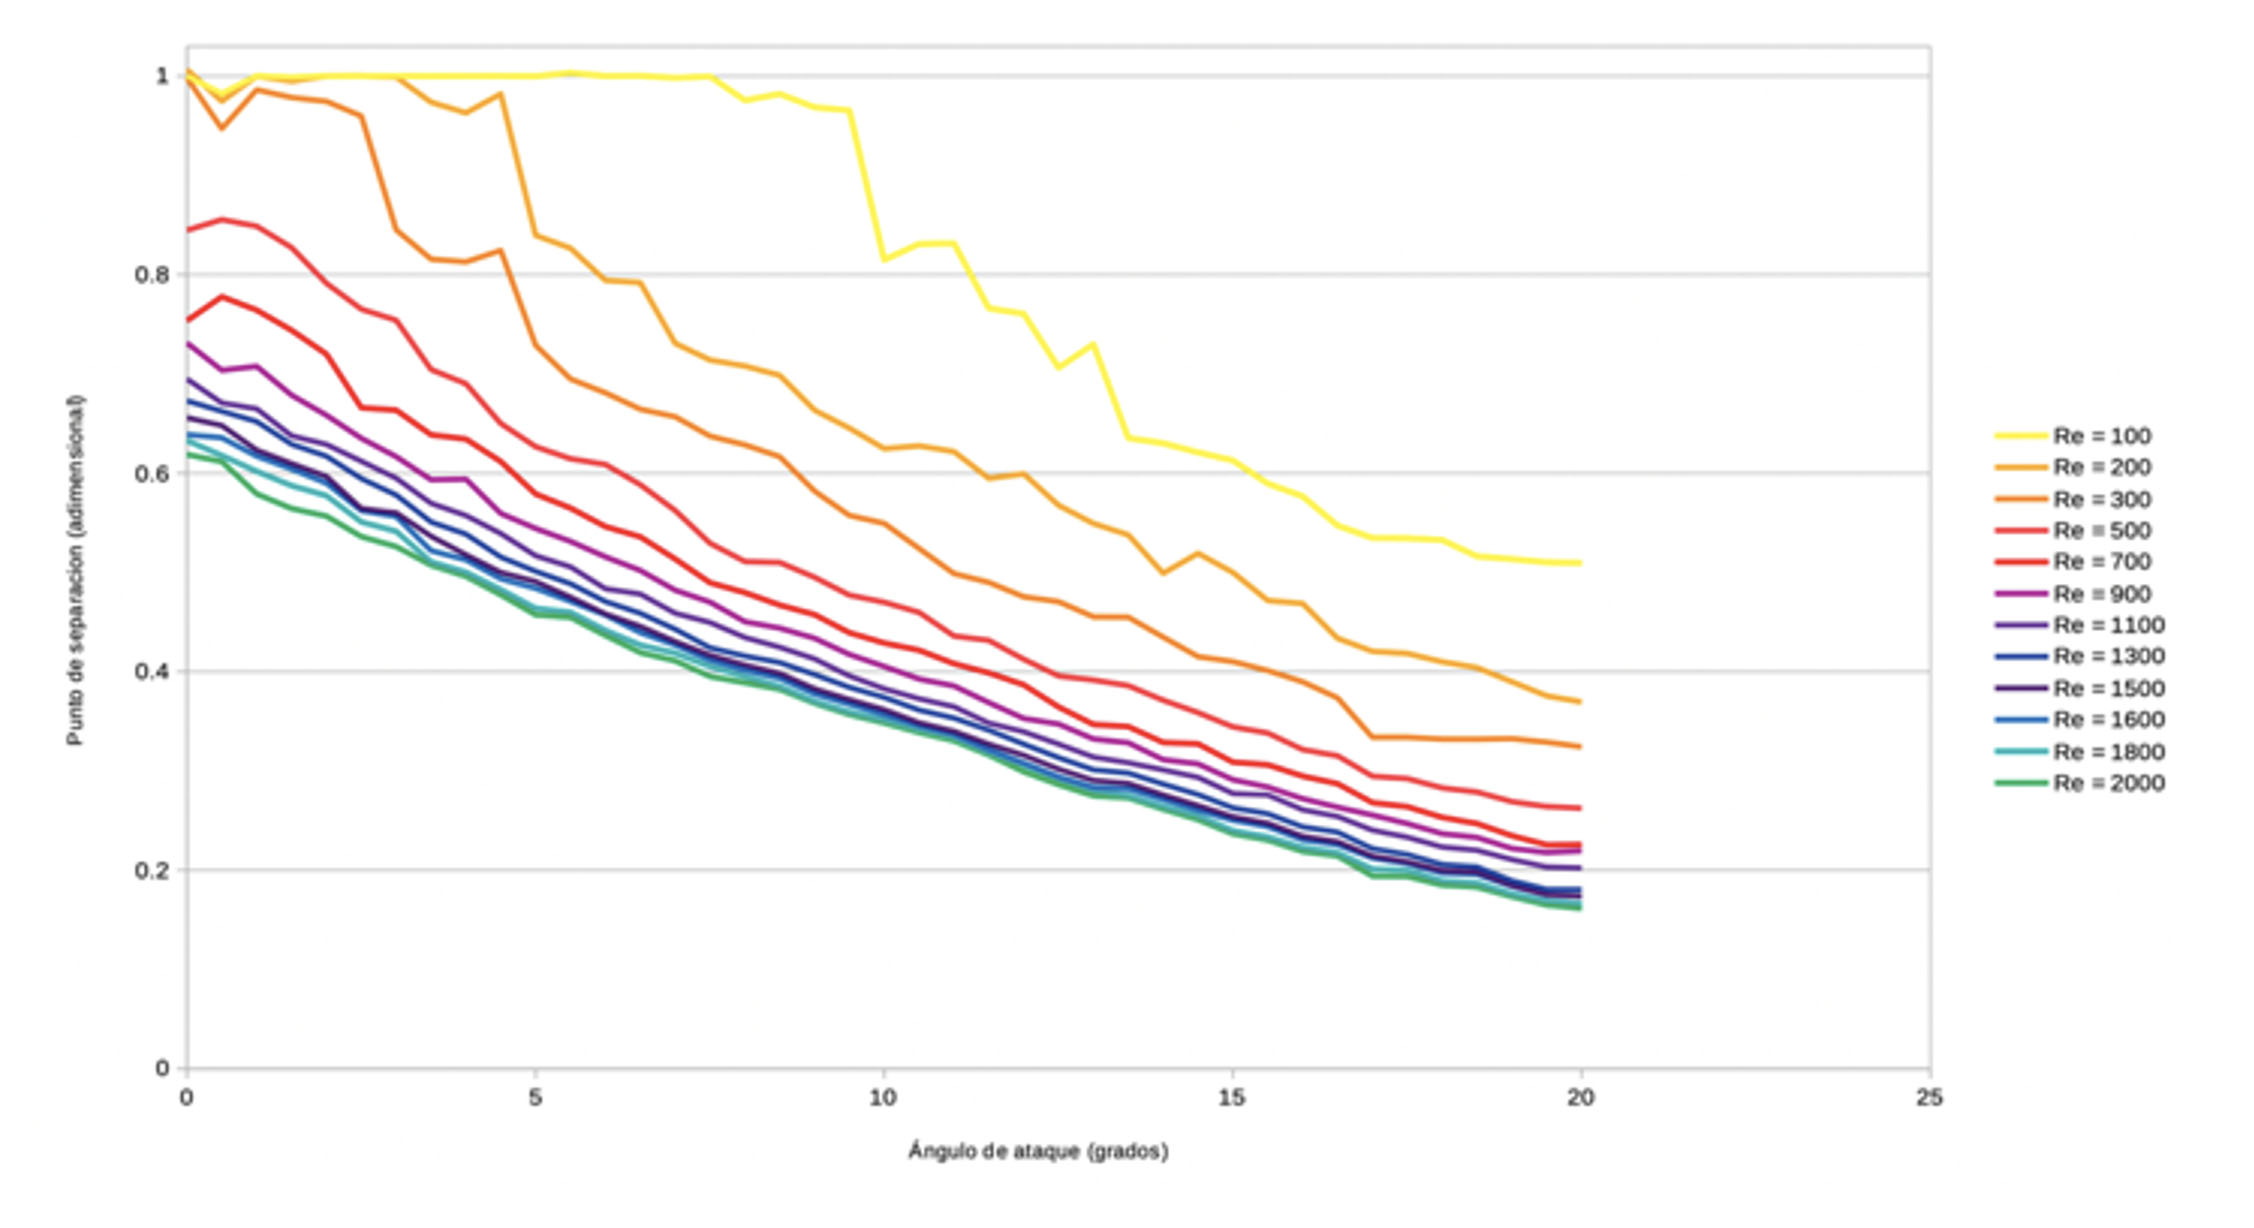 Punto de separacion (adimensional)
1
0.8
0.6
0.4
0.2
0
0
5
10
15
20
25
Ángulo de ataque (grados)
Re = 100
Re = 200
Re = 300
Re = 500
Re = 700
Re = 900
Re = 1100
Re = 1300
Re = 1500
Re = 1600
Re = 1800
Re = 2000